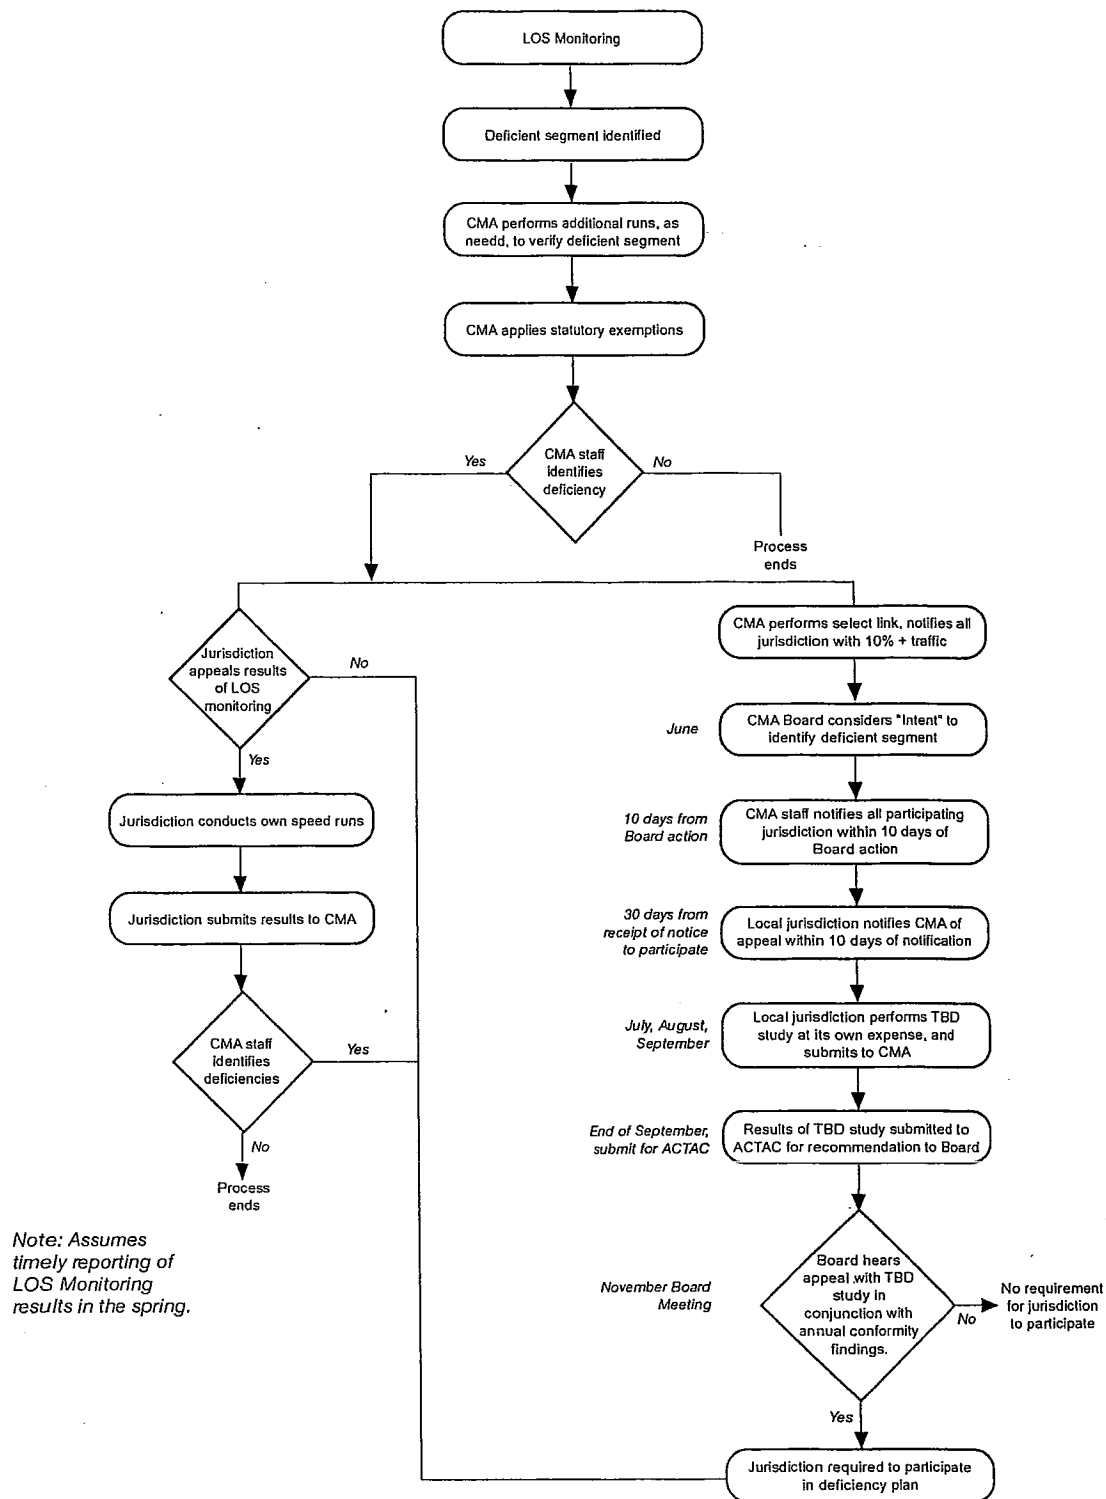 LOS Monitoring
Deficient segment identified
CMA performs additional runs, as
needd, to verify deficient segment
CMA applies statutory exemptions
CMA staff
identifies
deficiency
Yes
No
Process
ends
Jurisdiction
appeals results
of LOS
monitoring
No
Yes
Jurisdiction conducts own speed runs
Jurisdiction submits results to CMA
CMA staff
identifies
deficiencies
Yes
No
Process
ends
Note: Assumes
timely reporting of
LOS Monitoring
results in the spring.
CMA performs select link, notifies all
jurisdiction with 10% + traffic
June
CMA Board considers "Intent" to
identify deficient segment
10 days from
Board action
CMA staff notifies all participating
jurisdiction within 10 days of
Board action
30 days from
receipt of notice
to participate
Local jurisdiction notifies CMA of
appeal within 10 days of notification
July, August,
September
Local jurisdiction performs TBD
study at its own expense, and
submits to CMA
End of September,
submit for ACTAC
Results of TBD study submitted to
ACTAC for recommendation to Board
November Board
Meeting
Board hears
appeal with TBD
study in
conjunction with
annual conformity
findings.
No
No requirement
for jurisdiction
to participate
Yes
Jurisdiction required to participate
in deficiency plan